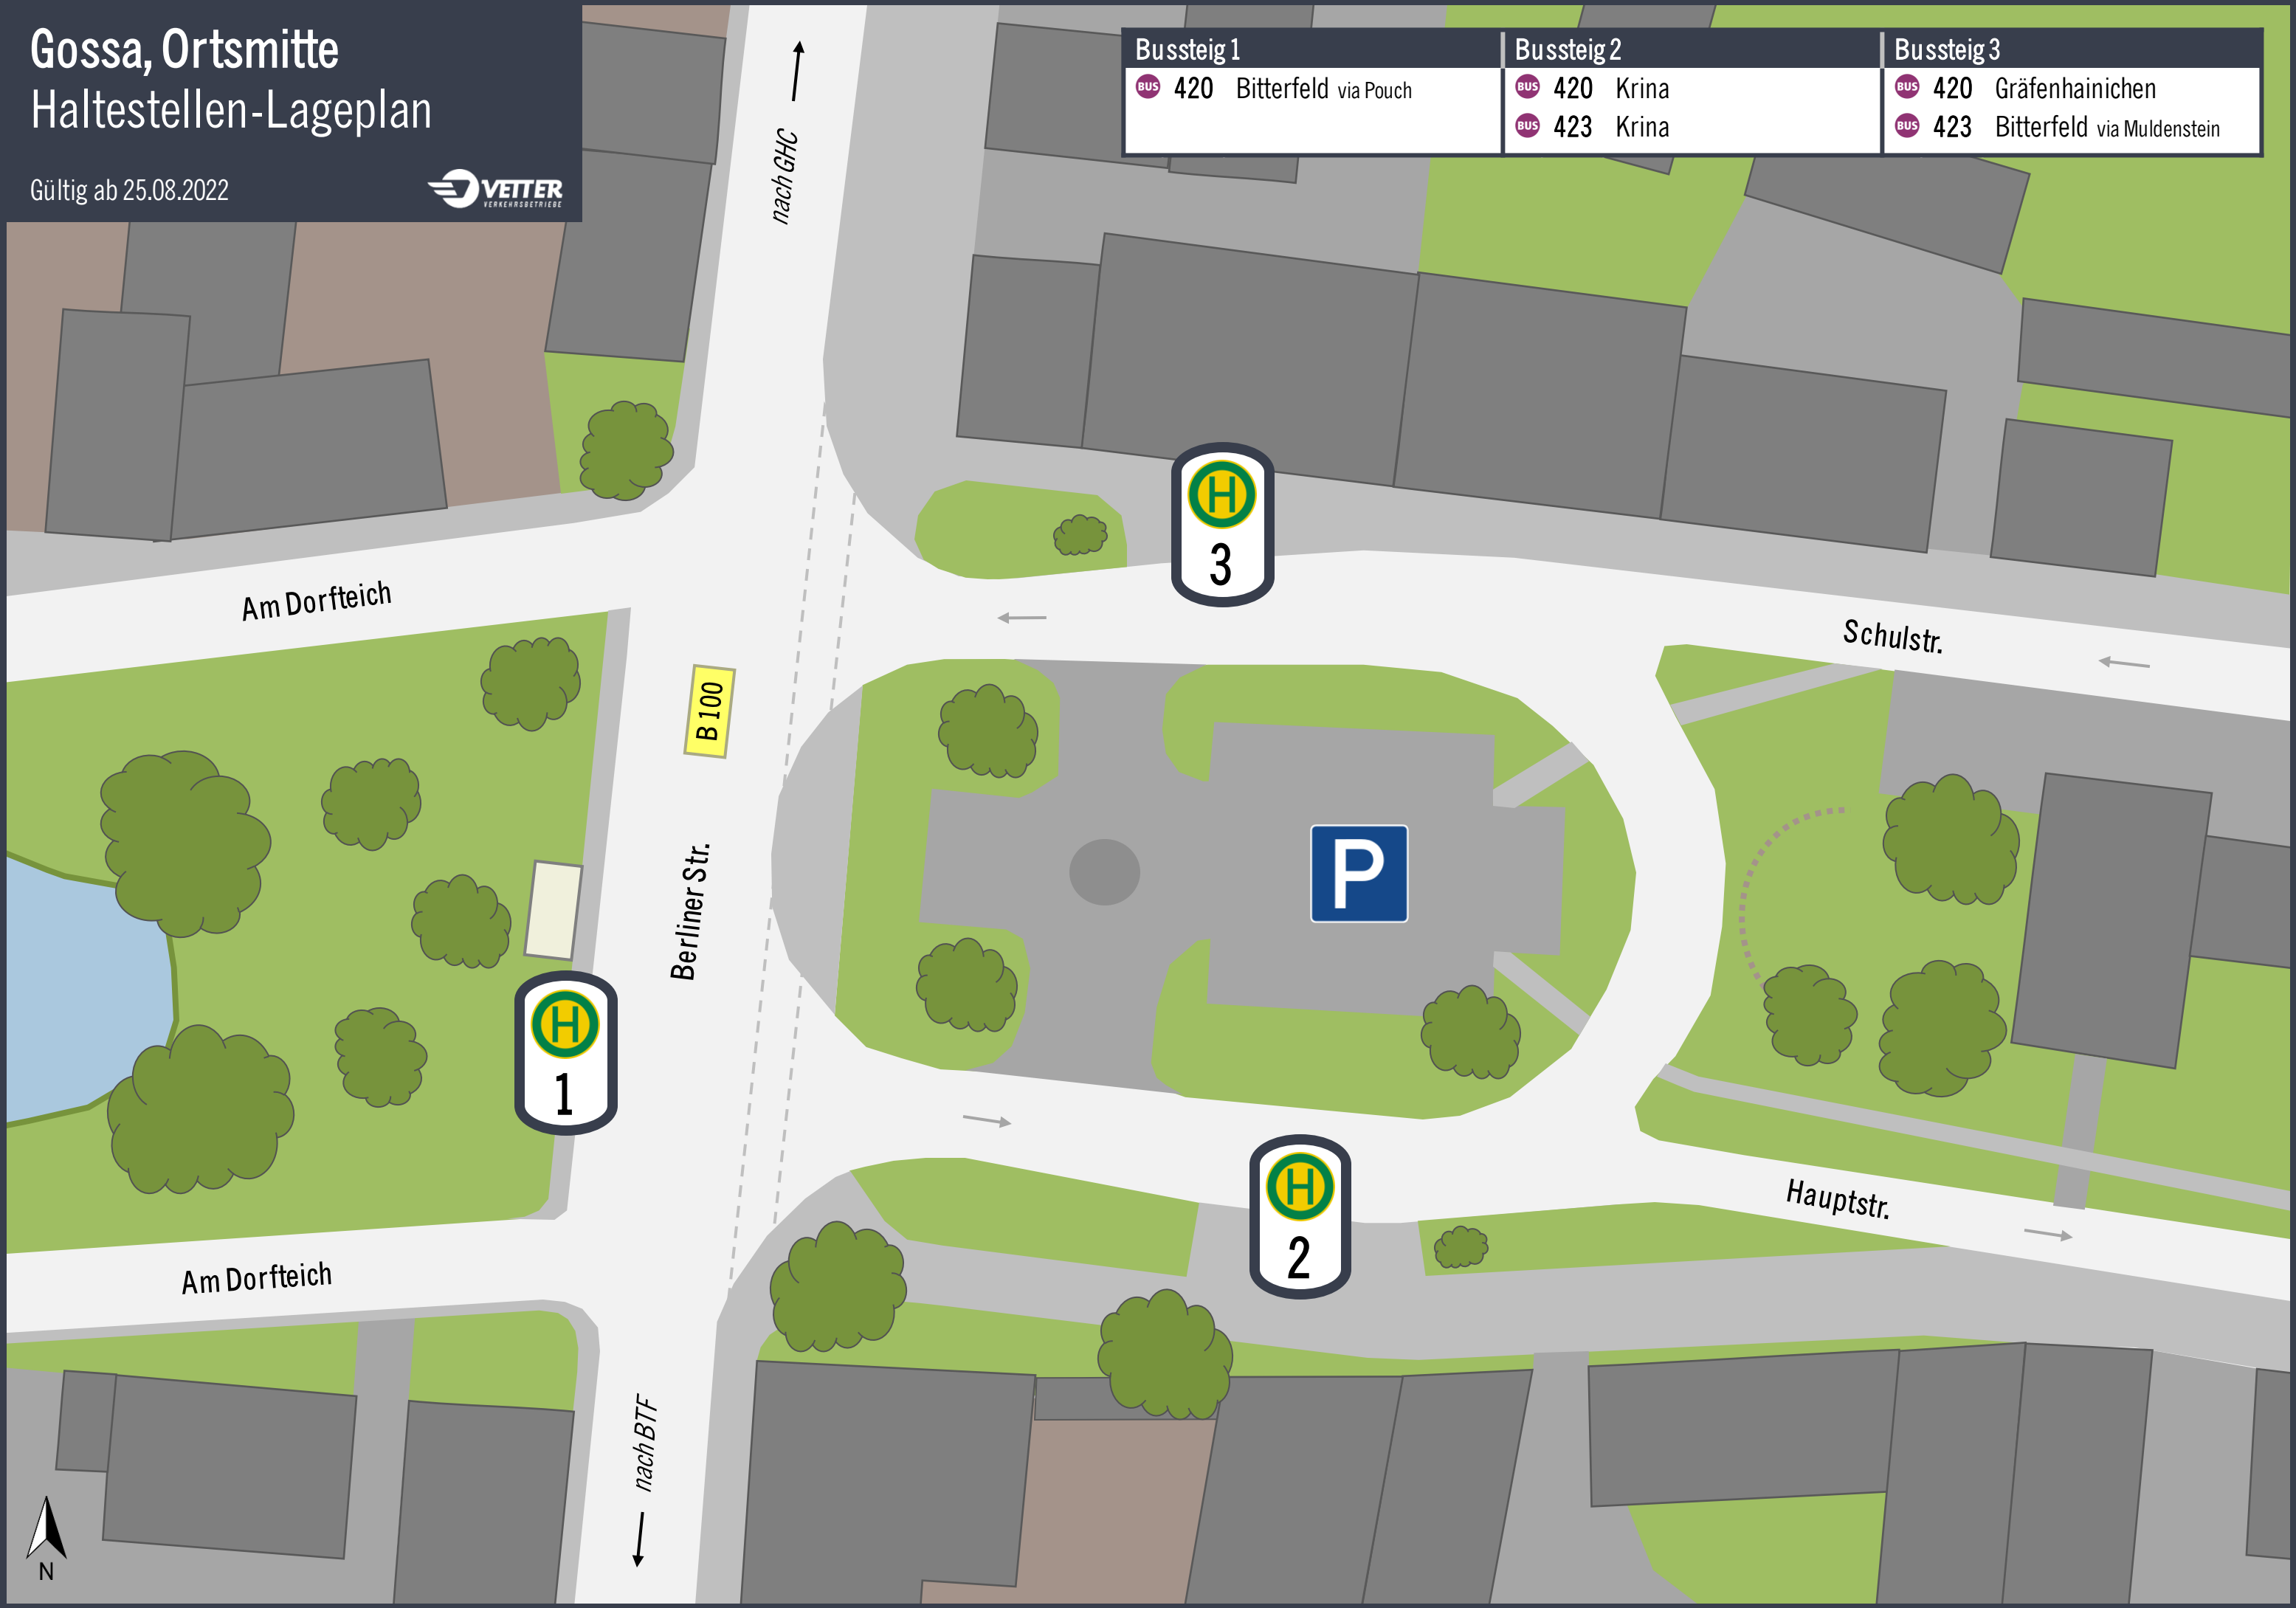 Gossa, Ortsmitte
Haltestellen-Lageplan
Gültig ab 25.08.2022
VETTER
VERKEHRSBETRIEBE
Bussteig 1
BUS 420 Bitterfeld via Pouch
Bussteig 2
BUS 420 Krina
BUS 423 Krina
Bussteig 3
BUS 420 Gräfenhainichen
BUS 423 Bitterfeld via Muldenstein
nach GHC
H
3
Am Dorfteich
Schulstr.
B 100
Berliner Str.
P
H
1
H
2
Hauptstr.
Am Dorfteich
nach BTF
N